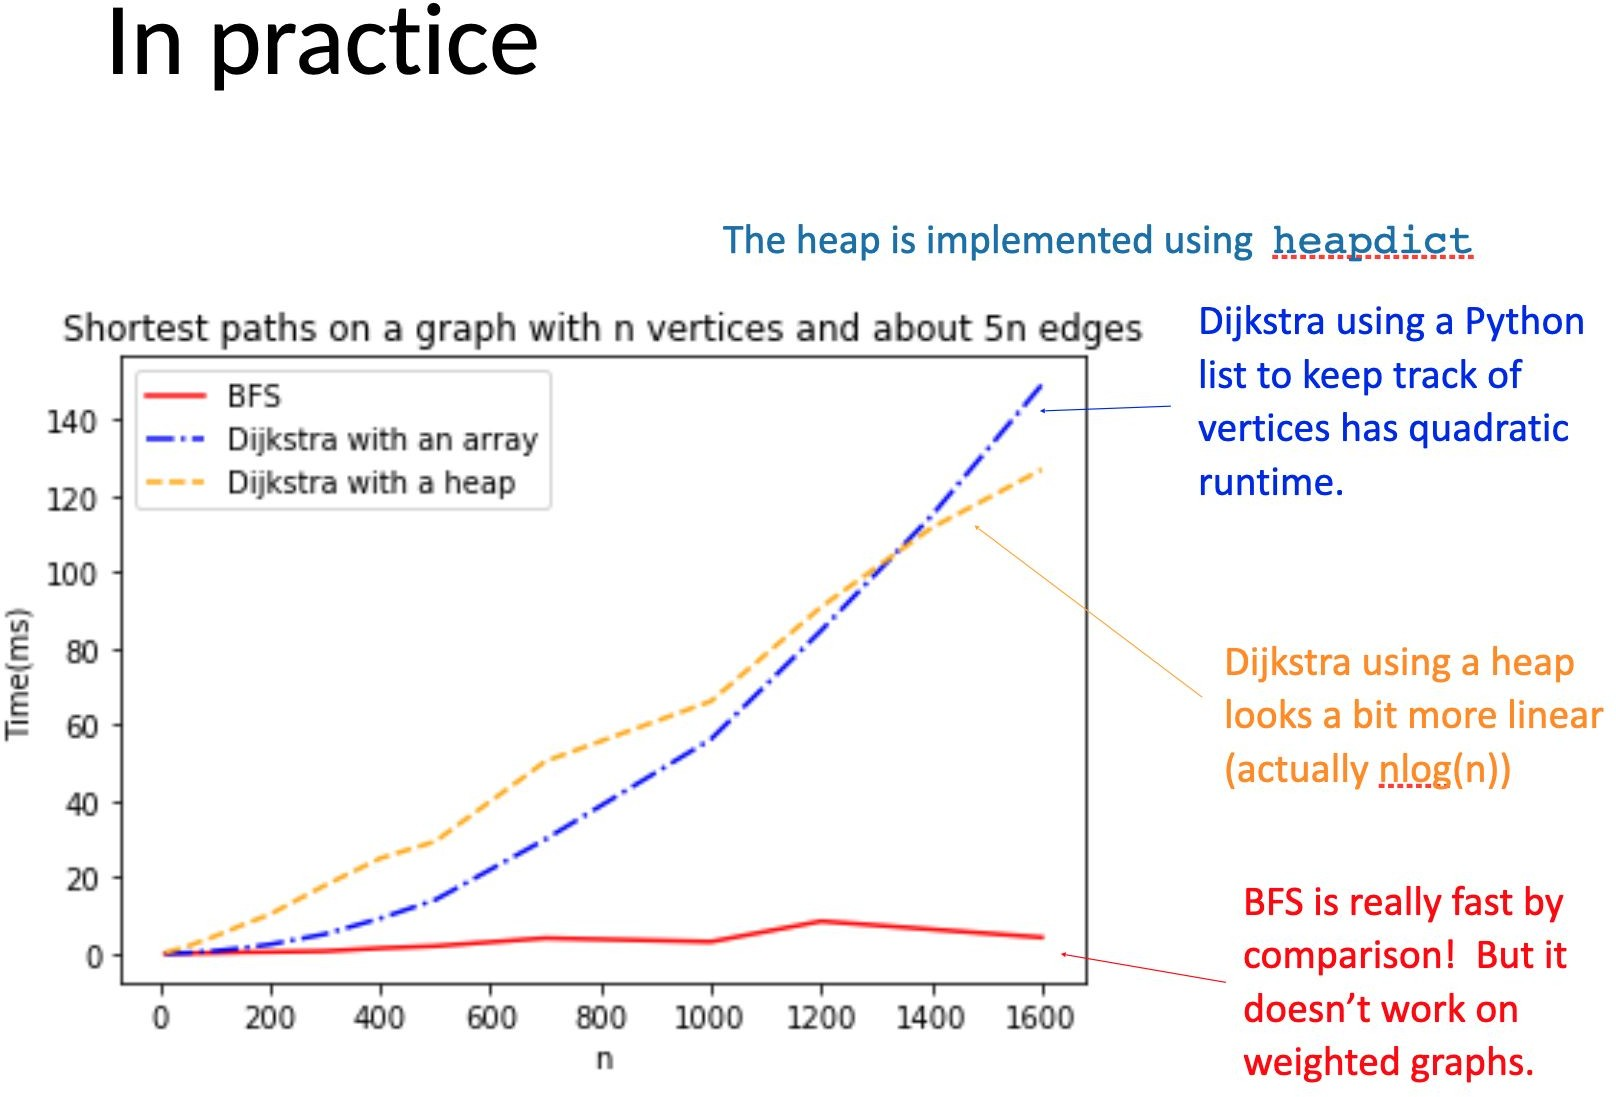 In practice
The heap is implemented using heapdict
Shortest paths on a graph with n vertices and about 5n edges
BFS
Dijkstra with an array
Dijkstra with a heap
140
120
100
80
60
40
20
0
Time(ms)
0 200 400 600 800 1000 1200 1400 1600
n
Dijkstra using a Python
list to keep track of
vertices has quadratic
runtime.
Dijkstra using a heap
looks a bit more linear
(actually nlog(n))
BFS is really fast by
comparison! But it
doesn’t work on
weighted graphs.